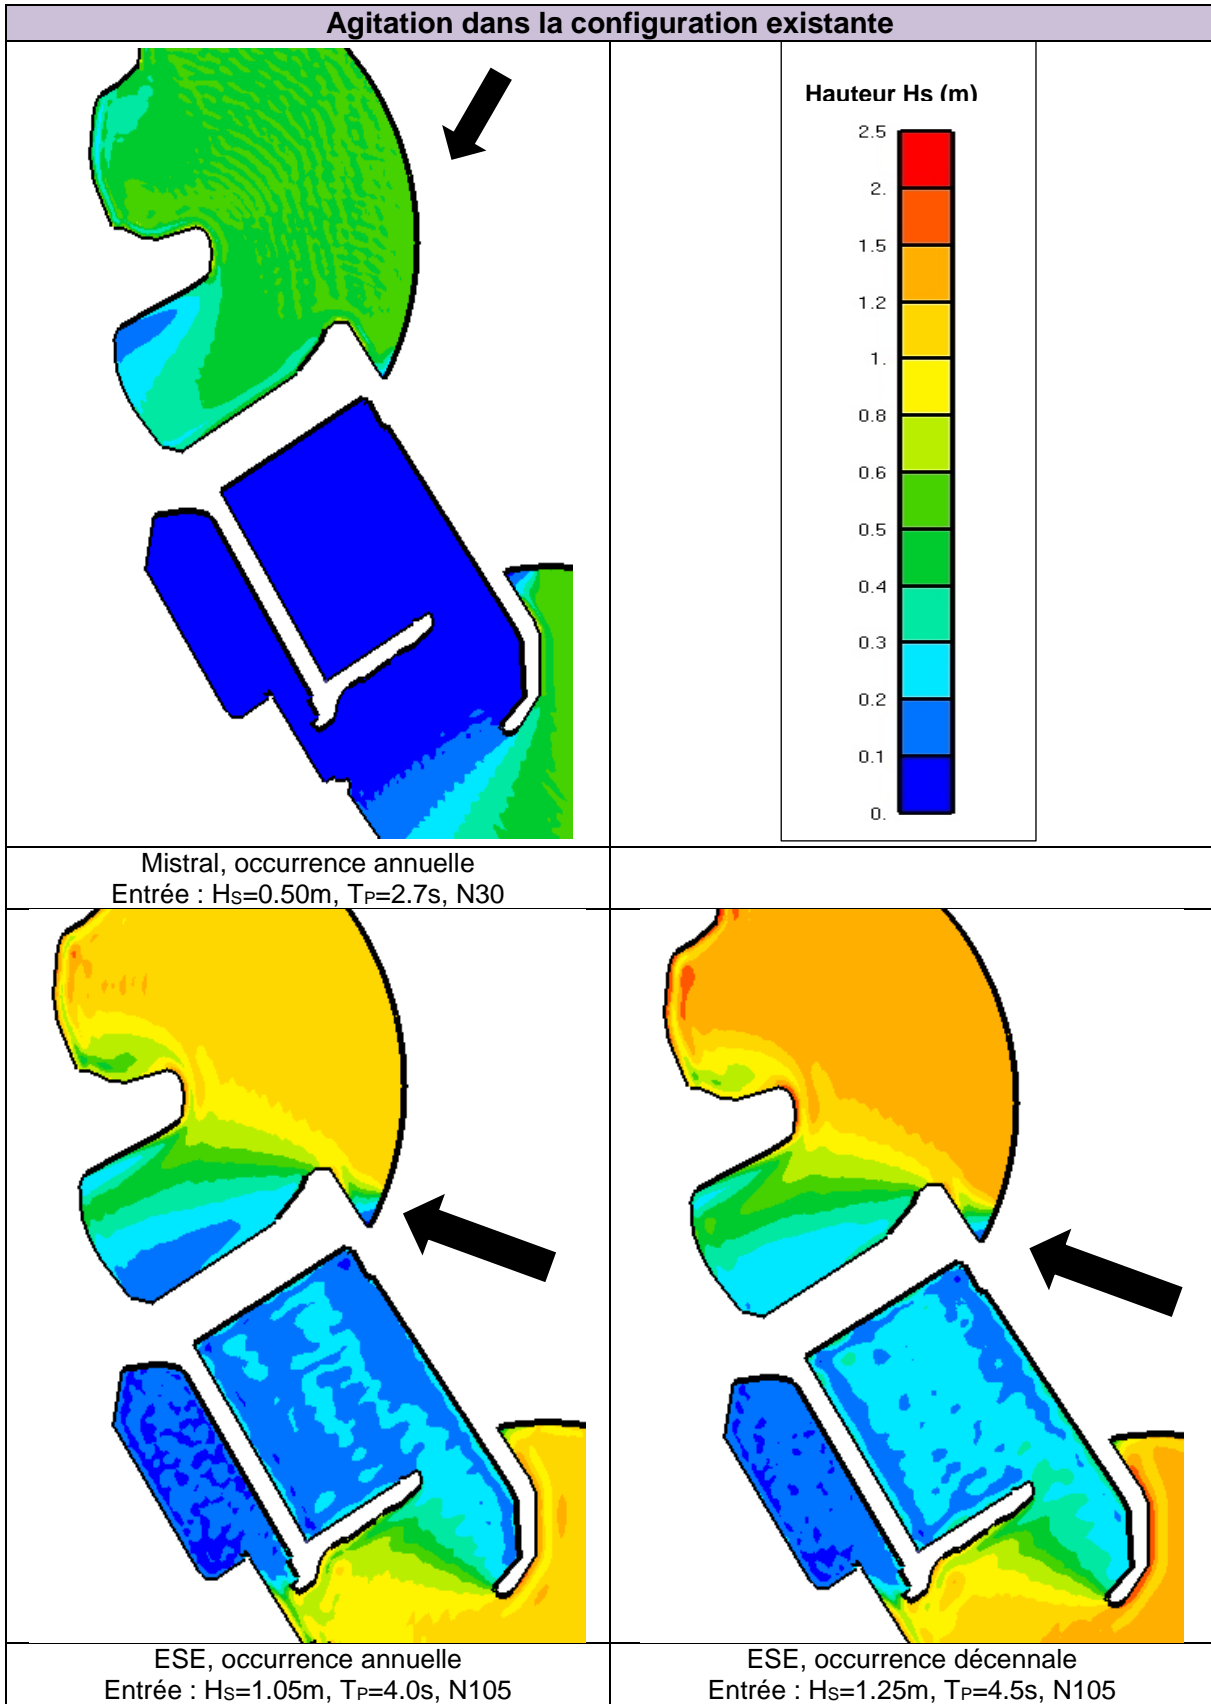 Agitation dans la configuration existante
Hauteur Hs (m)
2.5
2.
1.5
1.2
1.
0.8
0.6
0.5
0.4
0.3
0.2
0.1
0.
Mistral, occurrence annuelle
Entrée : HS=0.50m, TP=2.7s, N30
ESE, occurrence annuelle
Entrée : HS=1.05m, TP=4.0s, N105
ESE, occurrence décennale
Entrée : HS=1.25m, TP=4.5s, N105